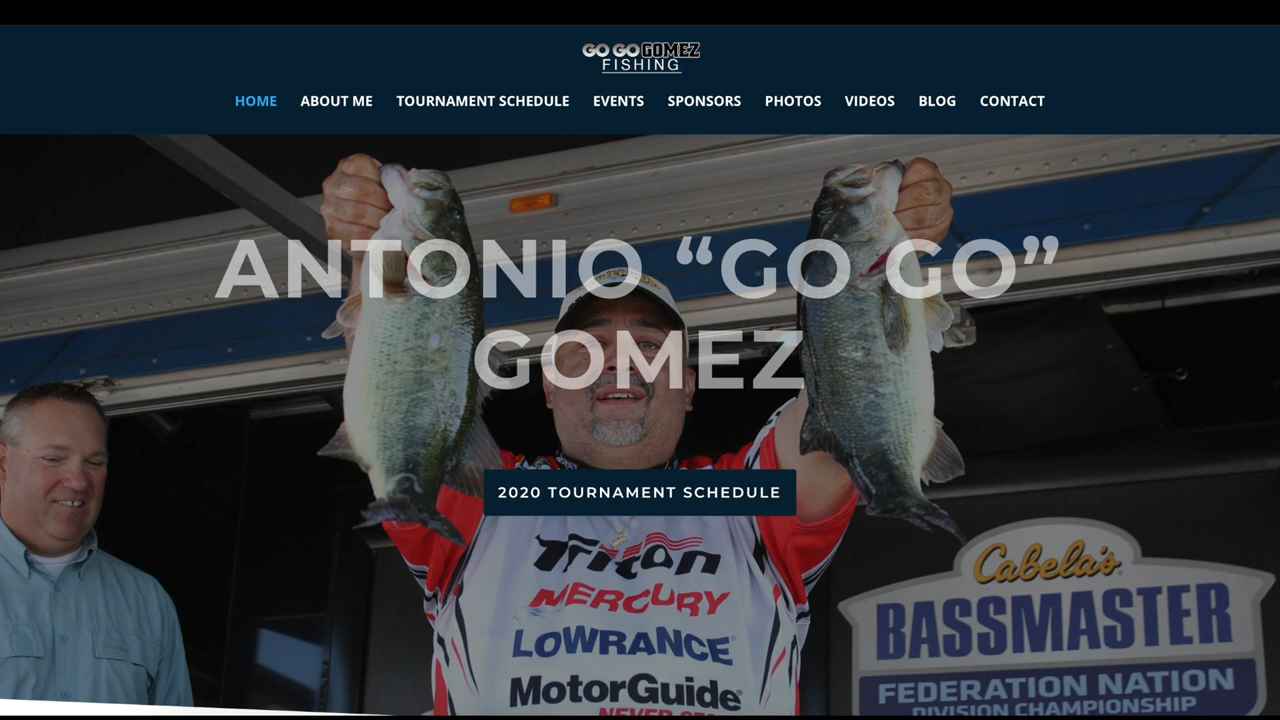 GO GO GOMEZ
FISHING
HOME ABOUT ME TOURNAMENT SCHEDULE EVENTS SPONSORS PHOTOS VIDEOS BLOG CONTACT
ANTONIO “GO GO”
GOMEZ
2020 TOURNAMENT SCHEDULE
Triton
MERCURY
LOWRANCE
MotorGuide
Cabela's
BASSMASTER
FEDERATION NATION
DIVISION CHAMPIONSHIP